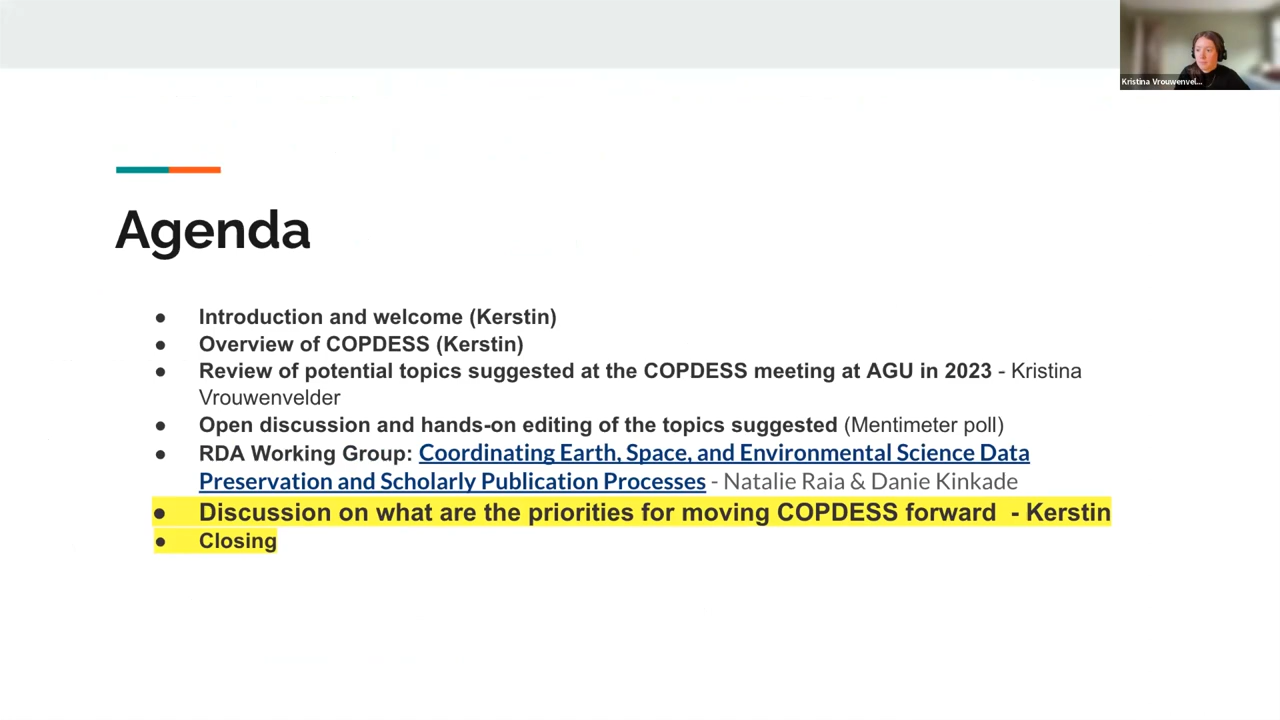 Kristina Vrouwenvel...
Agenda
● Introduction and welcome (Kerstin)
● Overview of COPDESS (Kerstin)
● Review of potential topics suggested at the COPDESS meeting at AGU in 2023 - Kristina
Vrouwenvelder
● Open discussion and hands-on editing of the topics suggested (Mentimeter poll)
● RDA Working Group: Coordinating Earth, Space, and Environmental Science Data
Preservation and Scholarly Publication Processes - Natalie Raia & Danie Kinkade
● Discussion on what are the priorities for moving COPDESS forward - Kerstin
● Closing